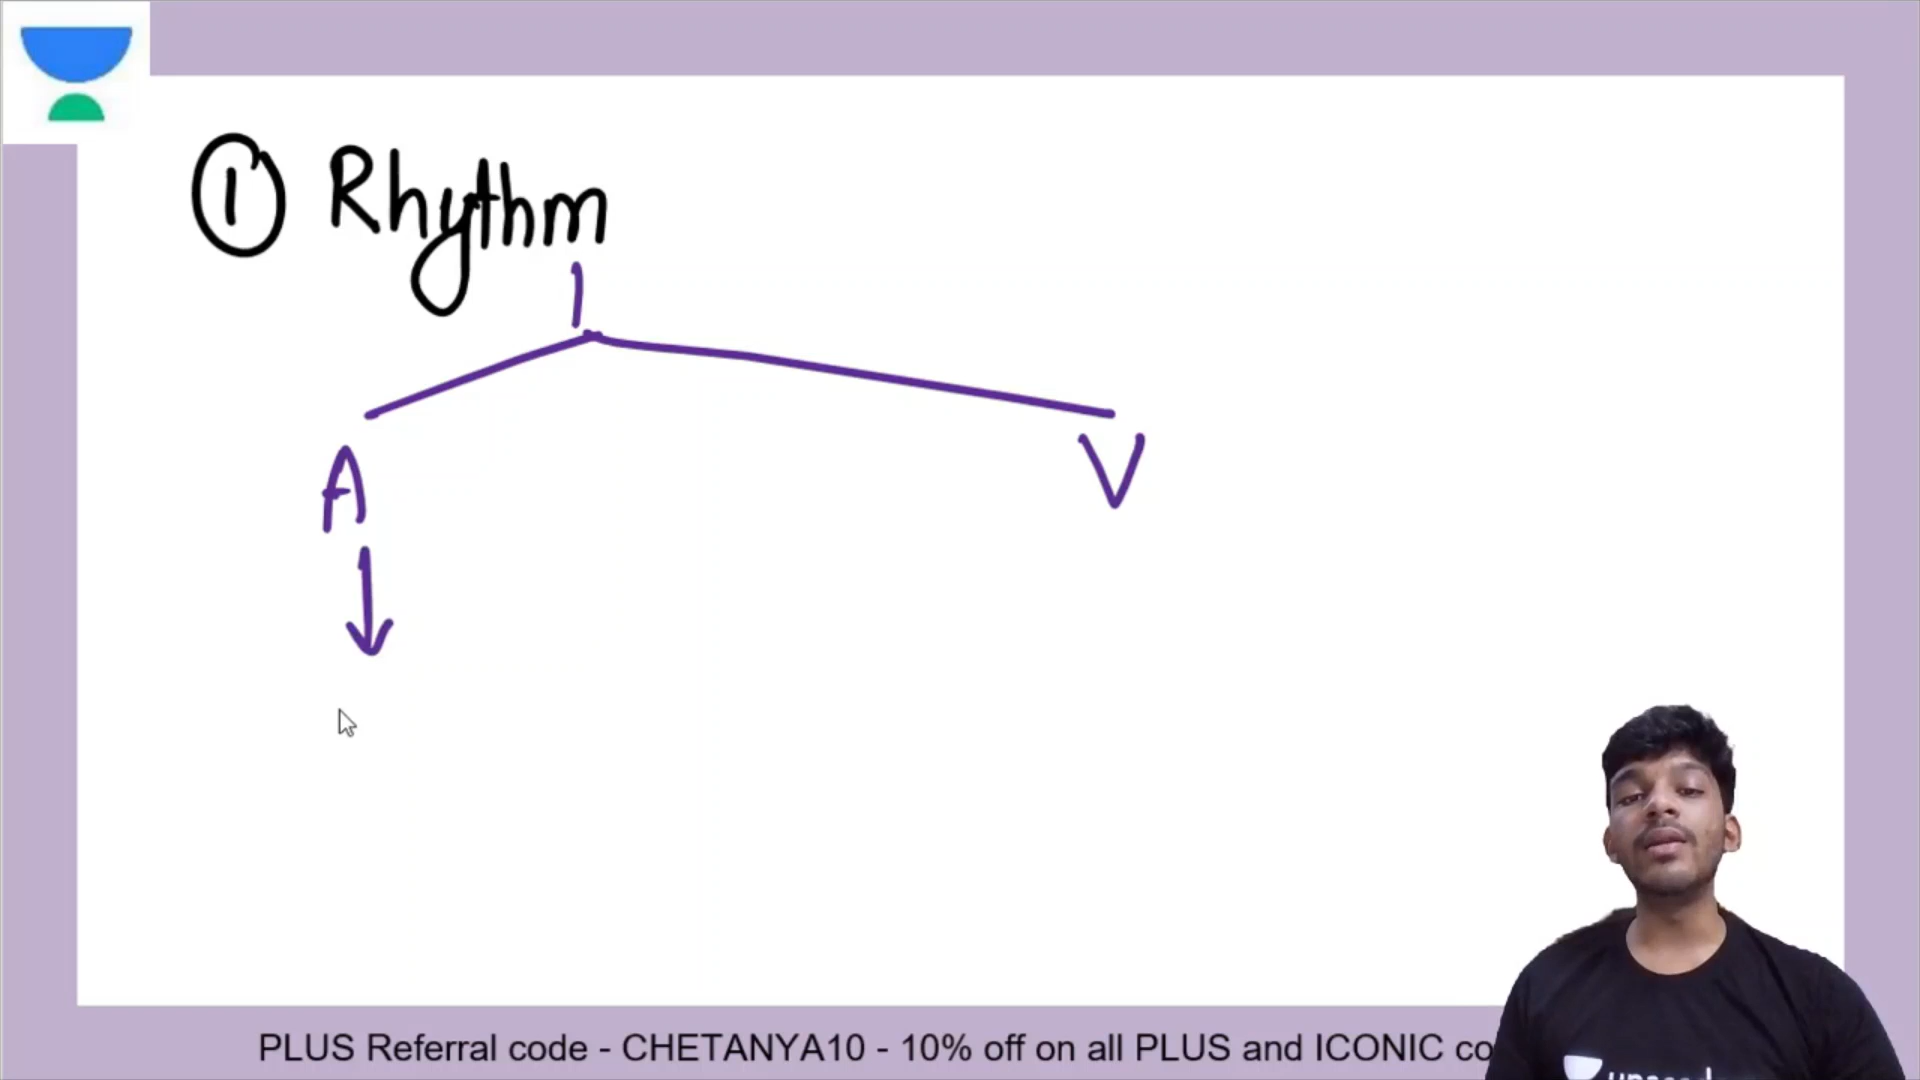 ① Rhythm
A V
PLUS Referral code - CHETANYA10 - 10% off on all PLUS and ICONIC co